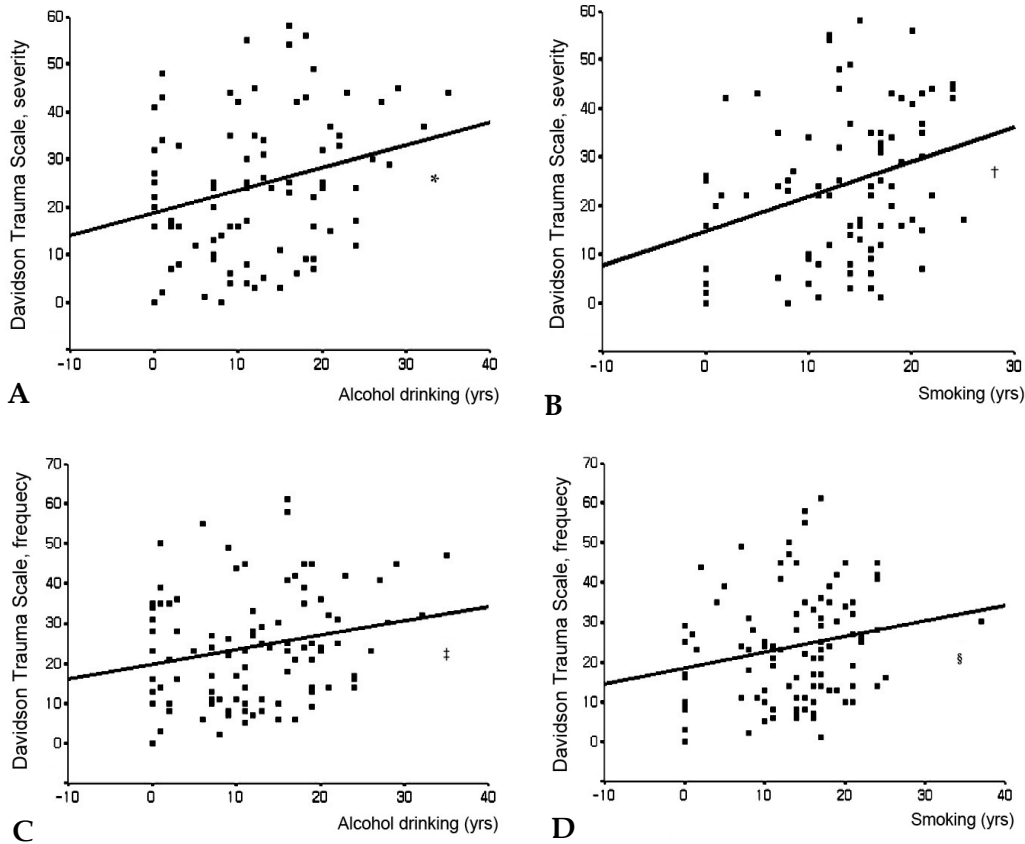 60
50
40
30
20
10
0
Davidson Trauma Scale, severity
*
-10 0 10 20 30 40
Alcohol drinking (yrs)
A
60
50
40
30
20
10
0
Davidson Trauma Scale, severity
†
-10 0 10 20 30
Smoking (yrs)
B
70
60
50
40
30
20
10
0
Davidson Trauma Scale, frequecy
‡
-10 0 10 20 30 40
Alcohol drinking (yrs)
C
70
60
50
40
30
20
10
0
Davidson Trauma Scale, frequecy
§
-10 0 10 20 30 40
Smoking (yrs)
D